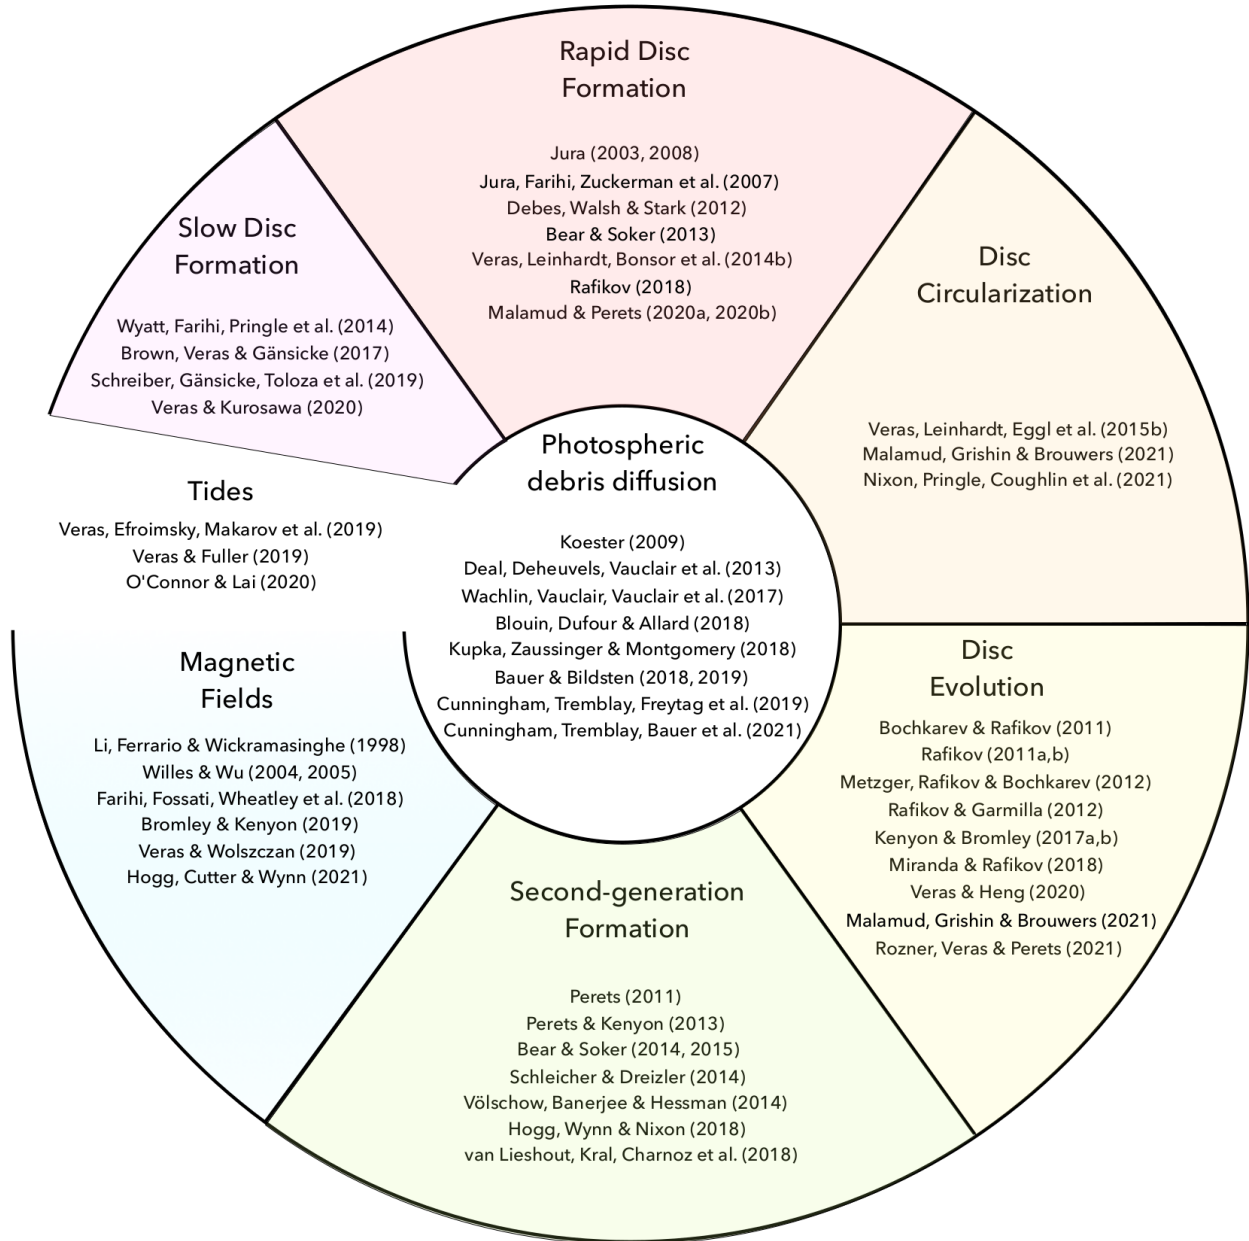 Rapid Disc
Formation
Jura (2003, 2008)
Jura, Farihi, Zuckerman et al. (2007)
Debes, Walsh & Stark (2012)
Bear & Soker (2013)
Veras, Leinhardt, Bonsor et al. (2014b)
Rafikov (2018)
Malamud & Perets (2020a, 2020b)
Slow Disc
Formation
Wyatt, Farihi, Pringle et al. (2014)
Brown, Veras & Gänsicke (2017)
Schreiber, Gänsicke, Toloza et al. (2019)
Veras & Kurosawa (2020)
Disc
Circularization
Veras, Leinhardt, Eggl et al. (2015b)
Malamud, Grishin & Brouwers (2021)
Nixon, Pringle, Coughlin et al. (2021)
Photospheric
debris diffusion
Koester (2009)
Deal, Deheuvels, Vauclair et al. (2013)
Wachlin, Vauclair, Vauclair et al. (2017)
Blouin, Dufour & Allard (2018)
Kupka, Zaussinger & Montgomery (2018)
Bauer & Bildsten (2018, 2019)
Cunningham, Tremblay, Freytag et al. (2019)
Cunningham, Tremblay, Bauer et al. (2021)
Tides
Veras, Efroimsky, Makarov et al. (2019)
Veras & Fuller (2019)
O'Connor & Lai (2020)
Magnetic
Fields
Li, Ferrario & Wickramasinghe (1998)
Willes & Wu (2004, 2005)
Farihi, Fossati, Wheatley et al. (2018)
Bromley & Kenyon (2019)
Veras & Wolszczan (2019)
Hogg, Cutter & Wynn (2021)
Disc
Evolution
Bochkarev & Rafikov (2011)
Rafikov (2011a,b)
Metzger, Rafikov & Bochkarev (2012)
Rafikov & Garmilla (2012)
Kenyon & Bromley (2017a,b)
Miranda & Rafikov (2018)
Veras & Heng (2020)
Malamud, Grishin & Brouwers (2021)
Rozner, Veras & Perets (2021)
Second-generation
Formation
Perets (2011)
Perets & Kenyon (2013)
Bear & Soker (2014, 2015)
Schleicher & Dreizler (2014)
Völschow, Banerjee & Hessman (2014)
Hogg, Wynn & Nixon (2018)
van Lieshout, Kral, Charnoz et al. (2018)